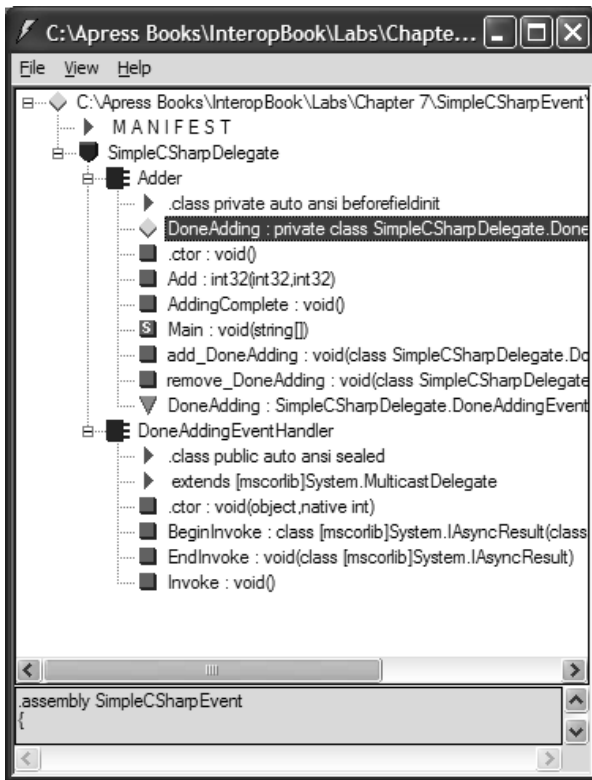 C:\Apress Books\InteropBook\Labs\Chapte...
File View Help
C:\Apress Books\InteropBook\Labs\Chapter 7\SimpleCSharpEvent\
M A N I F E S T
SimpleCSharpDelegate
Adder
.class private auto ansi beforefieldinit
DoneAdding : private class SimpleCSharpDelegate.Done
.ctor : void()
Add : int32(int32,int32)
AddingComplete : void()
S Main : void(string[])
add_DoneAdding : void(class SimpleCSharpDelegate.Do
remove_DoneAdding : void(class SimpleCSharpDelegate
DoneAdding : SimpleCSharpDelegate.DoneAddingEvent
DoneAddingEventHandler
.class public auto ansi sealed
extends [mscorlib]System.MulticastDelegate
.ctor : void(object,native int)
BeginInvoke : class [mscorlib]System.IAsyncResult(class
EndInvoke : void(class [mscorlib]System.IAsyncResult)
Invoke : void()
.assembly SimpleCSharpEvent
{